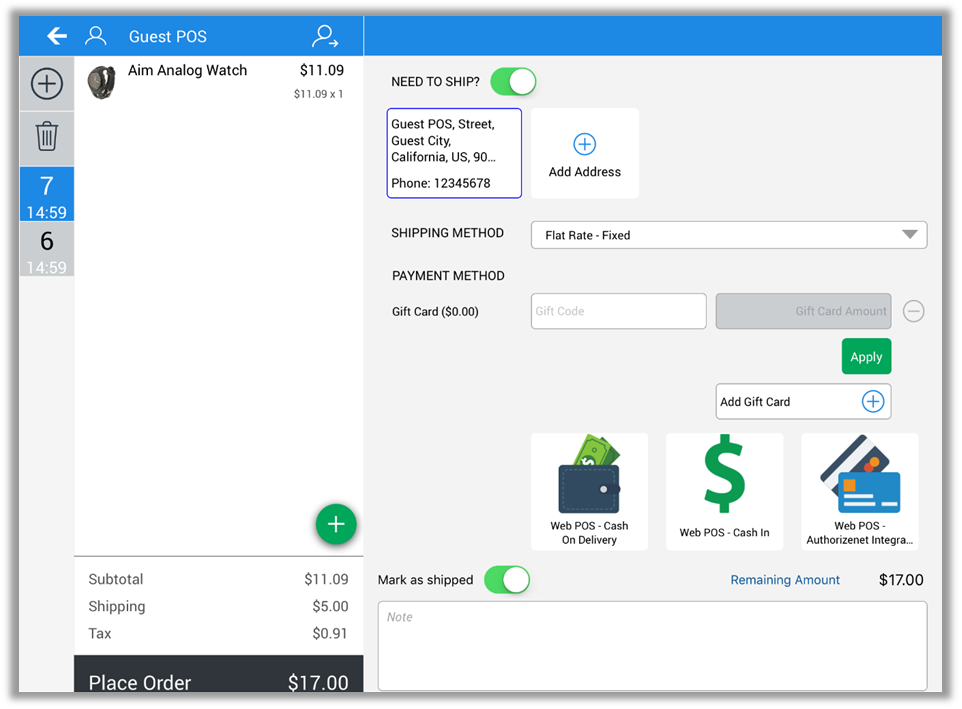 Guest POS
7
14:59
6
14:59
Aim Analog Watch $11.09
$11.09 x 1
Subtotal $11.09
Shipping $5.00
Tax $0.91
Place Order $17.00
NEED TO SHIP?
Guest POS, Street,
Guest City,
California, US, 90...
Phone: 12345678
Add Address
SHIPPING METHOD Flat Rate - Fixed
PAYMENT METHOD
Gift Card ($0.00) Gift Code Gift Card Amount
Apply
Add Gift Card
Web POS - Cash
On Delivery
Web POS - Cash In
Web POS -
Authorizenet Integra...
Mark as shipped Remaining Amount $17.00
Note